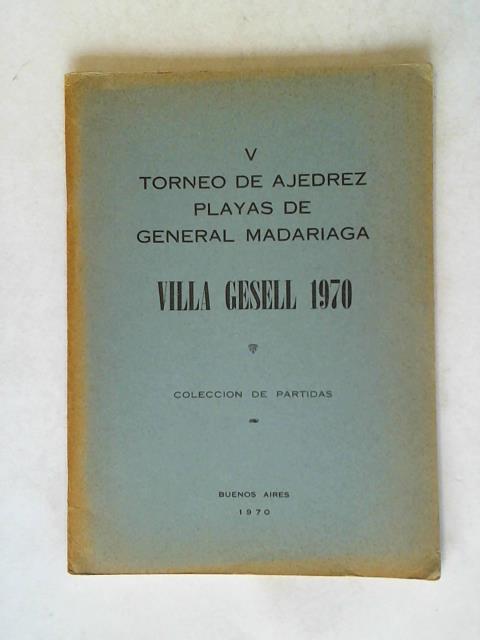 V
TORNEO DE AJEDREZ
PLAYAS DE
GENERAL MADARIAGA
VILLA GESELL 1970
COLECCION DE PARTIDAS
BUENOS AIRES
1970